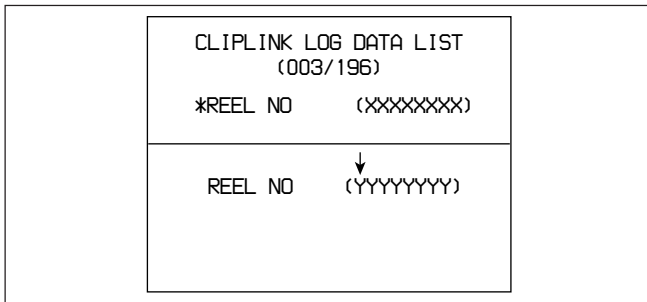 CLIPLINK LOG DATA LIST
(003/196)
*REEL NO (XXXXXXXX)
REEL NO (YYYYYYYY)